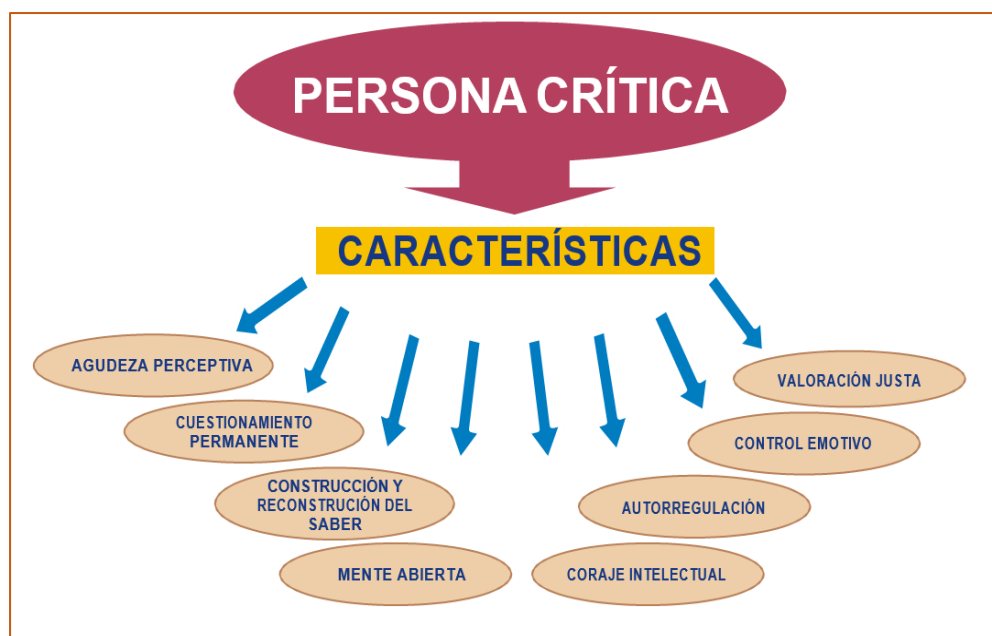 PERSONA CRÍTICA
CARACTERÍSTICAS
AGUDEZA PERCEPTIVA
CUESTIONAMIENTO
PERMANENTE
CONSTRUCCIÓN Y
RECONSTRUCIÓN DEL
SABER
MENTE ABIERTA
CORAJE INTELECTUAL
AUTORREGULACIÓN
CONTROL EMOTIVO
VALORACIÓN JUSTA